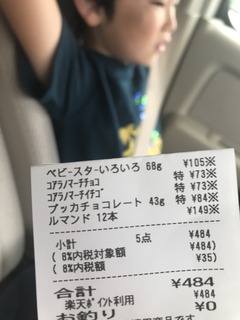 ベビースターいろいろ 68g ¥105※
コアラノマーチチョコ 特 ¥73※
コアラノマーチイチゴ 特 ¥73※
プッカチョコレート 43g 特 ¥84※
ルマンド 12本 ¥149※
小計 5点 ¥484
( 8%内税対象額 ¥484)
( 8%内税額 ¥35)
合計 ¥484
楽天ポイント利用 ¥484
お釣り ¥0